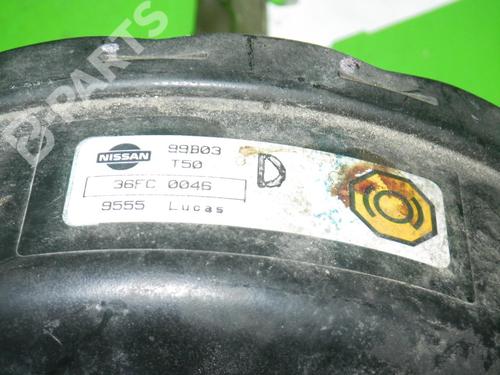 B-PARTS
NISSAN 99B03
T50
36FC 0046
9555 Lucas
D